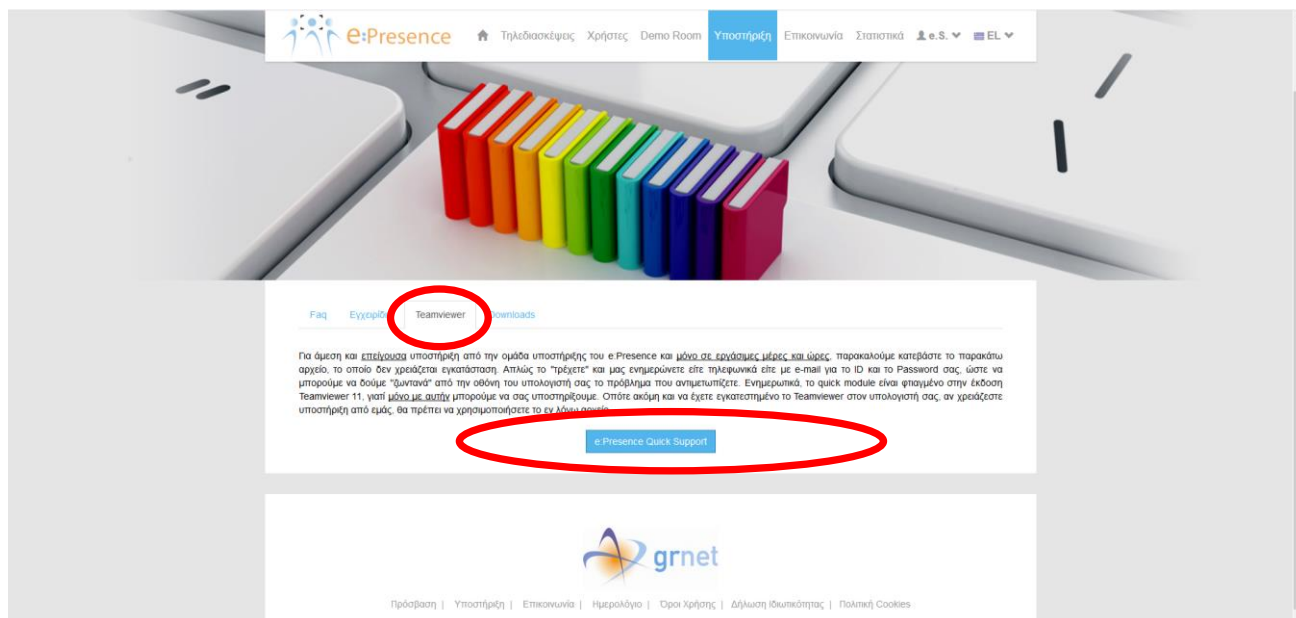 e:Presence Τηλεδιασκέψεις Χρήστες Demo Room Υποστήριξη Επικοινωνία Στατιστικά e.S. EL
Faq Teamviewer Downloads
Για άμεση και επείγουσα υποστήριξη από την ομάδα υποστήριξης του e:Presence και μόνο σε εργάσιμες μέρες και ώρες, παρακαλούμε κατεβάστε το παρακάτω
αρχείο, το οποίο δεν χρειάζεται εγκατάσταση. Απλώς το "τρέχετε" και μας ενημερώνετε είτε τηλεφωνικά είτε με e-mail για το ID και το Password σας, ώστε να
μπορούμε να δούμε "ζωντανά" από την οθόνη του υπολογιστή σας το πρόβλημα που αντιμετωπίζετε. Ενημερωτικά, το quick module είναι φτιαγμένο στην έκδοση
Teamviewer 11, γιατί μόνο με αυτήν μπορούμε να σας υποστηρίξουμε. Οπότε ακόμη και να έχετε εγκατεστημένο το Teamviewer στον υπολογιστή σας, αν χρειάζεστε
υποστήριξη από εμάς, θα πρέπει να χρησιμοποιήσετε το εν λόγω αρχείο.
e:Presence Quick Support
grnet
Πρόσβαση | Υποστήριξη | Επικοινωνία | Ημερολόγιο | Όροι Χρήσης | Δήλωση Ιδιωτικότητας | Πολιτική Cookies